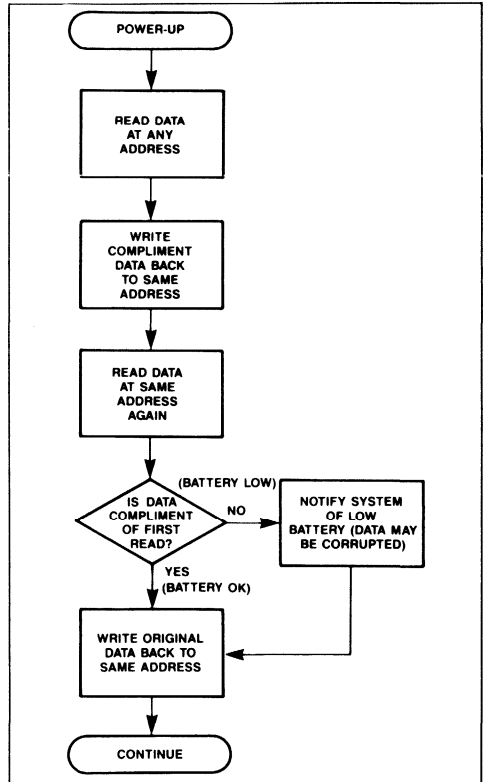 POWER-UP
READ DATA
AT ANY
ADDRESS
WRITE
COMPLIMENT
DATA BACK
TO SAME
ADDRESS
READ DATA
AT SAME
ADDRESS
AGAIN
IS DATA
COMPLIMENT
OF FIRST
READ?
(BATTERY LOW)
NO
NOTIFY SYSTEM
OF LOW
BATTERY (DATA MAY
BE CORRUPTED)
YES
(BATTERY OK)
WRITE ORIGINAL
DATA BACK TO
SAME ADDRESS
CONTINUE